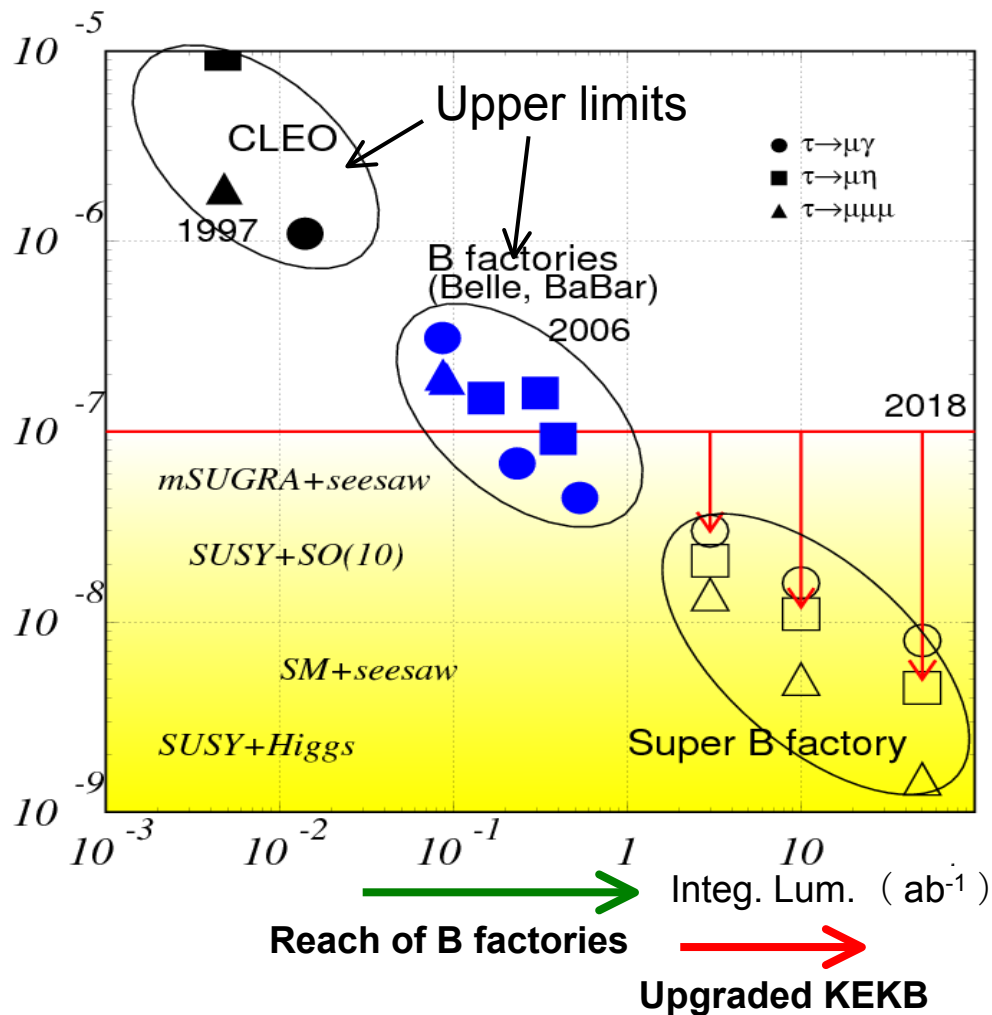 10 -5
Upper limits
CLEO
● τ→μγ
■ τ→μη
▲ τ→μμμ
1997
10 -6
B factories
(Belle, BaBar)
2006
2018
10 -7
mSUGRA+seesaw
SUSY+SO(10)
10 -8
SM+seesaw
SUSY+Higgs
Super B factory
10 -9
10 -3 10 -2 10 -1 1 10
Integ. Lum. （ ab-1 ）
Reach of B factories
Upgraded KEKB